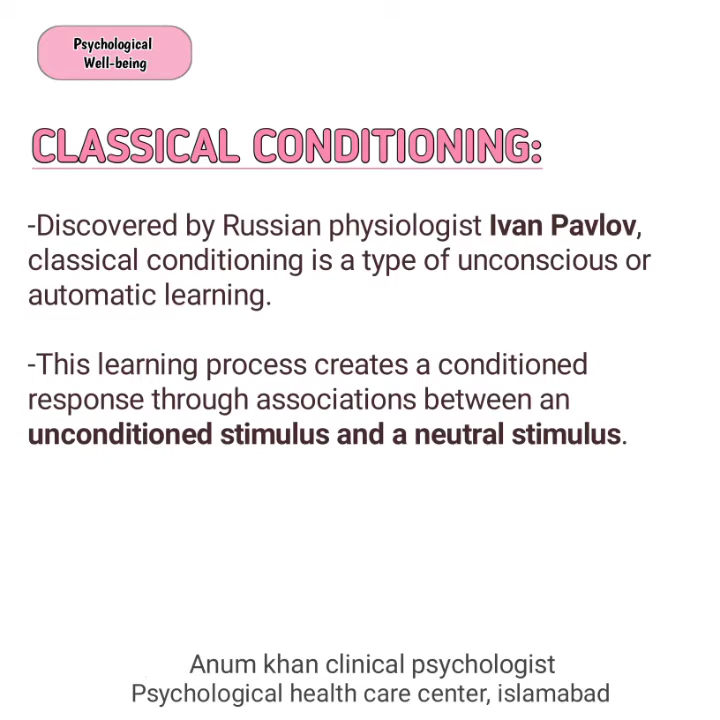 Psychological
Well-being
CLASSICAL CONDITIONING:
-Discovered by Russian physiologist Ivan Pavlov,
classical conditioning is a type of unconscious or
automatic learning.
-This learning process creates a conditioned
response through associations between an
unconditioned stimulus and a neutral stimulus.
Anum khan clinical psychologist
Psychological health care center, islamabad